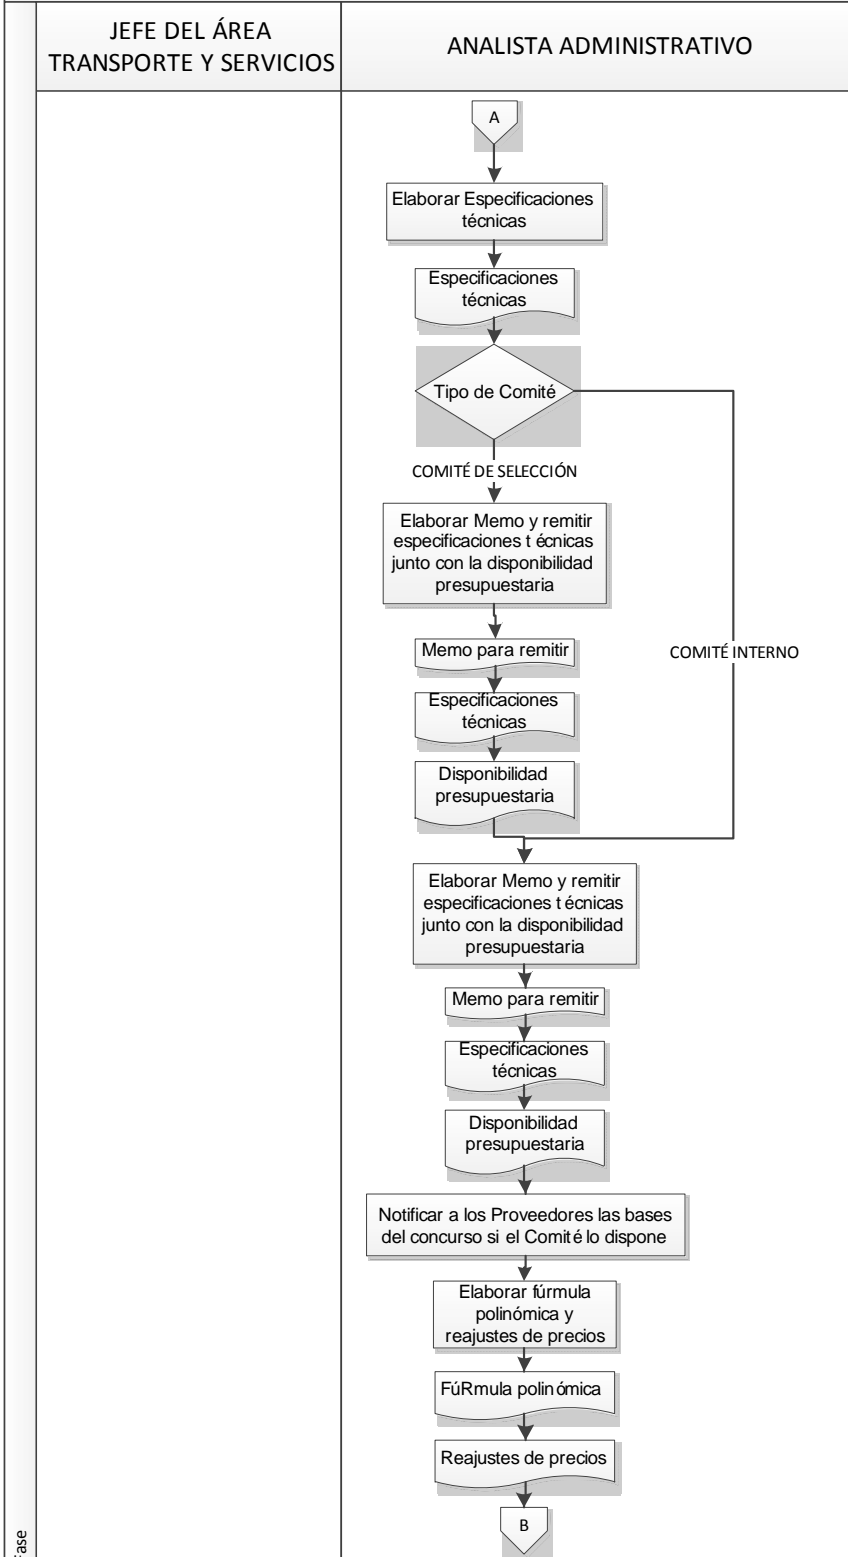 JEFE DEL ÁREA
TRANSPORTE Y SERVICIOS
ANALISTA ADMINISTRATIVO
A
Elaborar Especificaciones
técnicas
Especificaciones
técnicas
Tipo de Comité
COMITÉ DE SELECCIÓN
Elaborar Memo y remitir
especificaciones t écnicas
junto con la disponibilidad
presupuestaria
Memo para remitir
COMITÉ INTERNO
Especificaciones
técnicas
Disponibilidad
presupuestaria
Elaborar Memo y remitir
especificaciones t écnicas
junto con la disponibilidad
presupuestaria
Memo para remitir
Especificaciones
técnicas
Disponibilidad
presupuestaria
Notificar a los Proveedores las bases
del concurso si el Comité lo dispone
Elaborar fúrmula
polinómica y
reajustes de precios
FúRmula polinómica
Reajustes de precios
B
Fase